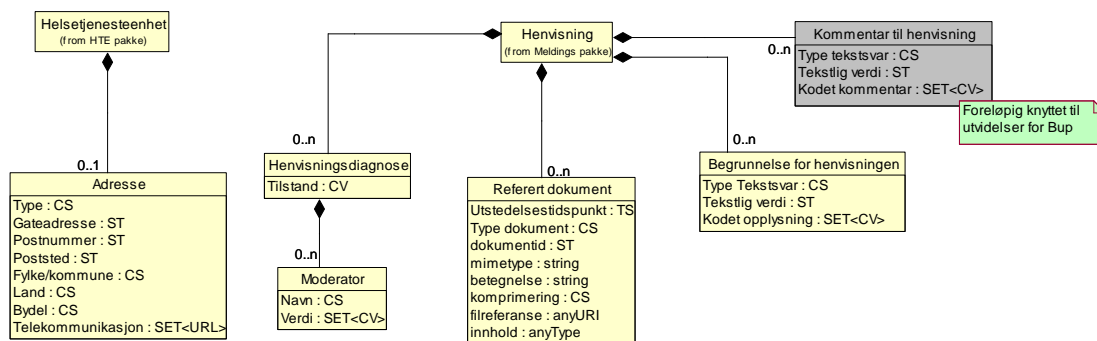 Helsetjenesteenhet
(from HTE pakke)
0..1
Adresse
Type : CS
Gateadresse : ST
Postnummer : ST
Poststed : ST
Fylke/kommune : CS
Land : CS
Bydel : CS
Telekommunikasjon : SET<URL>
Henvisning
(from Meldings pakke)
0..n
Henvisningsdiagnose
Tilstand : CV
0..n
Moderator
Navn : CS
Verdi : SET<CV>
0..n
Referert dokument
Utstedelsestidspunkt : TS
Type dokument : CS
dokumentid : ST
mimetype : string
betegnelse : string
komprimering : CS
filreferanse : anyURI
innhold : anyType
0..n
Begrunnelse for henvisningen
Type Tekstsvar : CS
Tekstlig verdi : ST
Kodet opplysning : SET<CV>
0..n
Kommentar til henvisning
Type tekstsvar : CS
Tekstlig verdi : ST
Kodet kommentar : SET<CV>
Foreløpig knyttet til
utvidelser for Bup